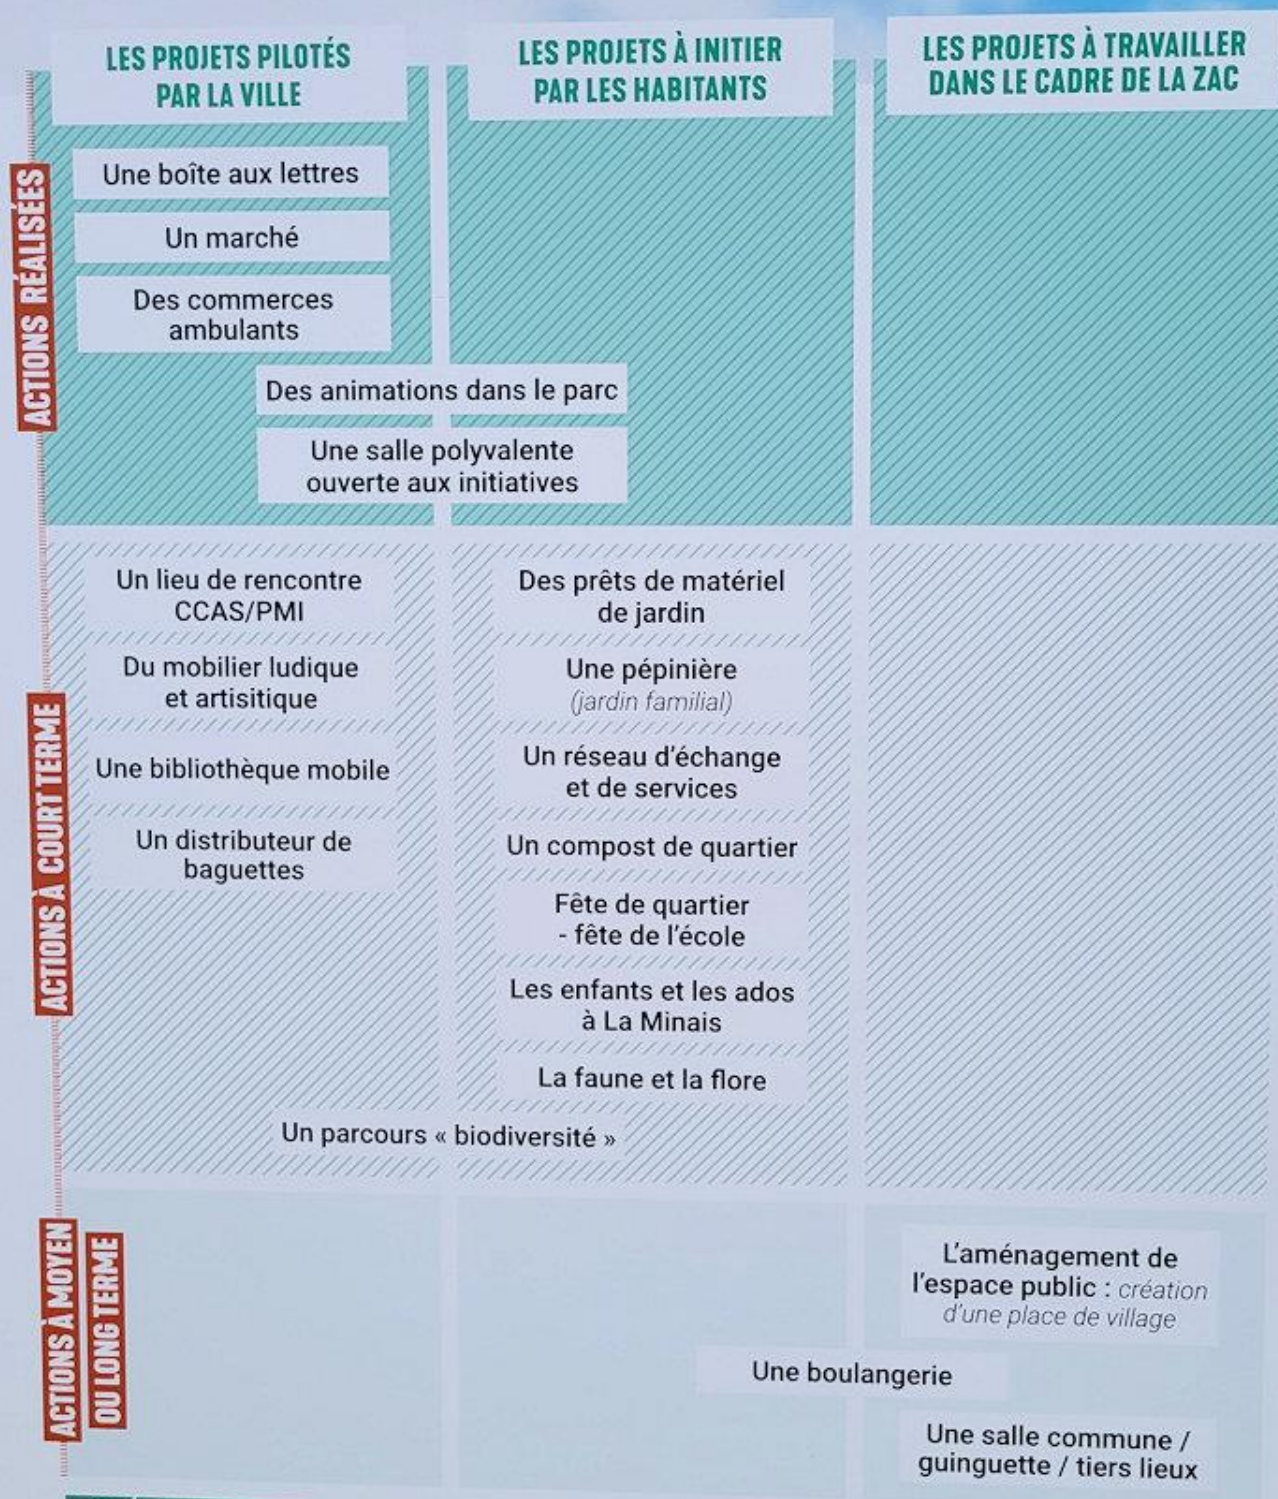 LES PROJETS PILOTÉS
PAR LA VILLE
LES PROJETS À INITIER
PAR LES HABITANTS
LES PROJETS À TRAVAILLER
DANS LE CADRE DE LA ZAC
ACTIONS RÉALISÉES
Une boîte aux lettres
Un marché
Des commerces
ambulants
Des animations dans le parc
Une salle polyvalente
ouverte aux initiatives
ACTIONS À COURT TERME
Un lieu de rencontre
CCAS/PMI
Du mobilier ludique
et artisitique
Une bibliothèque mobile
Un distributeur de
baguettes
Des prêts de matériel
de jardin
Une pépinière
(jardin familial)
Un réseau d'échange
et de services
Un compost de quartier
Fête de quartier
- fête de l'école
Les enfants et les ados
à La Minais
La faune et la flore
Un parcours « biodiversité »
ACTIONS À MOYEN
OU LONG TERME
L'aménagement de
l'espace public : création
d'une place de village
Une boulangerie
Une salle commune /
guinguette / tiers lieux